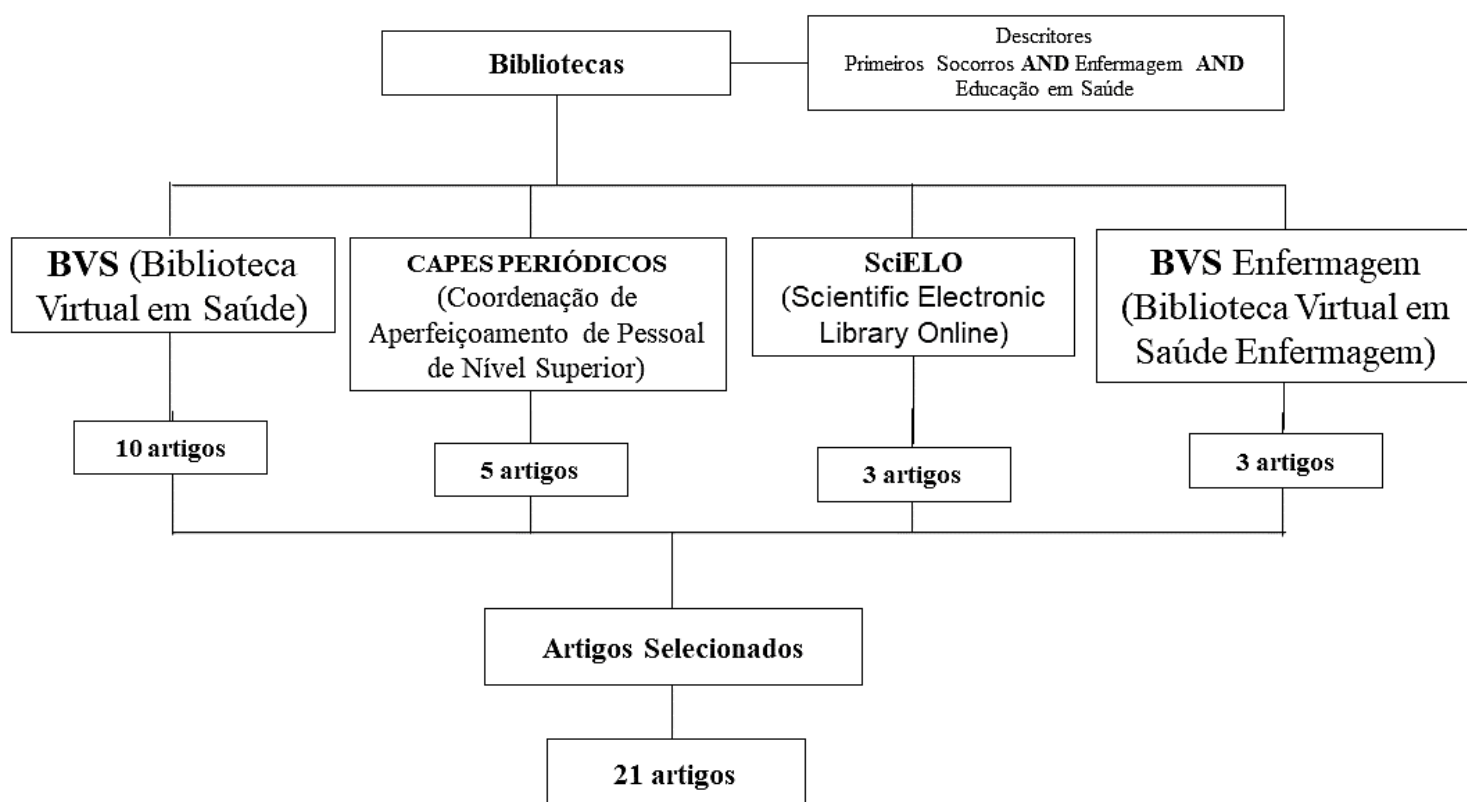 Bibliotecas
Descritores
Primeiros Socorros AND Enfermagem AND
Educação em Saúde
BVS (Biblioteca
Virtual em Saúde)
CAPES PERIÓDICOS
(Coordenação de
Aperfeiçoamento de Pessoal
de Nível Superior)
SciELO
(Scientific Electronic
Library Online)
BVS Enfermagem
(Biblioteca Virtual em
Saúde Enfermagem)
10 artigos
5 artigos
3 artigos
3 artigos
Artigos Selecionados
21 artigos